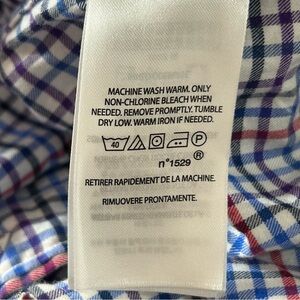 MACHINE WASH WARM. ONLY
NON-CHLORINE BLEACH WHEN
NEEDED, REMOVE PROMPTLY. TUMBLE
DRY LOW. WARM IRON IF NEEDED.
40 P
n°1529 ®
RETIRER RAPIDEMENT DE LA MACHINE.
RIMUOVERE PRONTAMENTE.